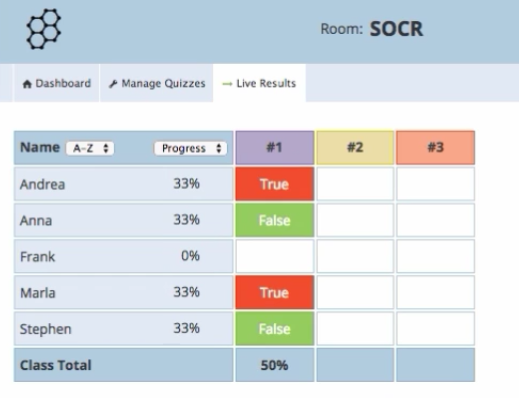 Room: SOCR
Dashboard Manage Quizzes Live Results
Name A-Z Progress #1 #2 #3
Andrea 33% True
Anna 33% False
Frank 0%
Marla 33% True
Stephen 33% False
Class Total 50%